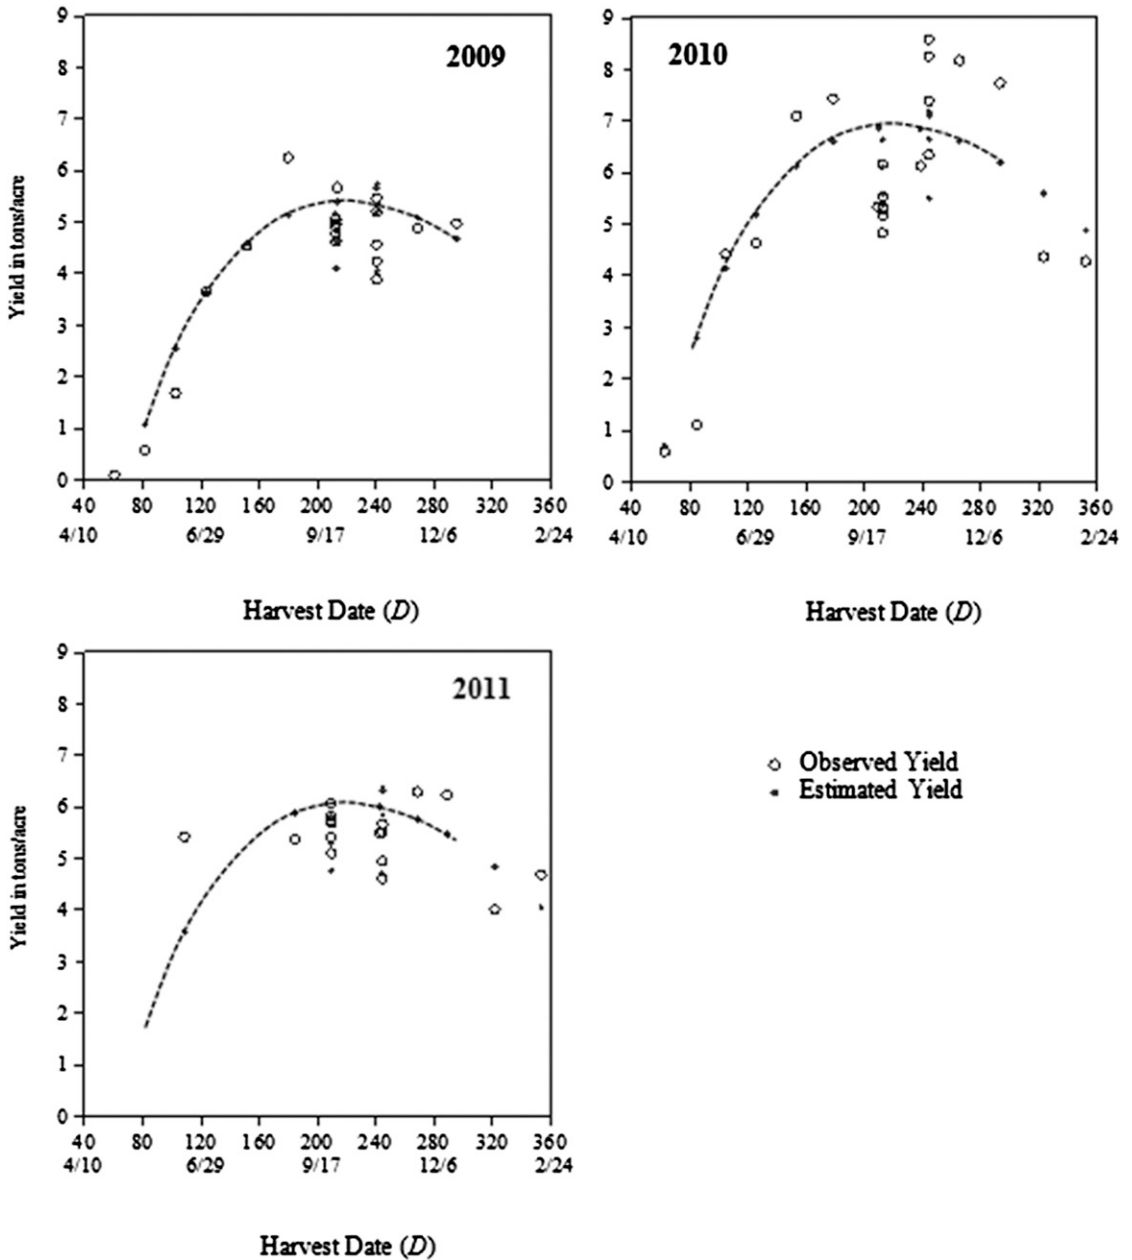 2009
9
8
7
6
5
4
3
2
1
0
Yield in tons/acre
40 80 120 160 200 240 280 320 360
4/10 6/29 9/17 12/6 2/24
Harvest Date (D)
2010
9
8
7
6
5
4
3
2
1
0
40 80 120 160 200 240 280 320 360
4/10 6/29 9/17 12/6 2/24
Harvest Date (D)
2011
9
8
7
6
5
4
3
2
1
0
Yield in tons/acre
40 80 120 160 200 240 280 320 360
4/10 6/29 9/17 12/6 2/24
Harvest Date (D)
Observed Yield
Estimated Yield